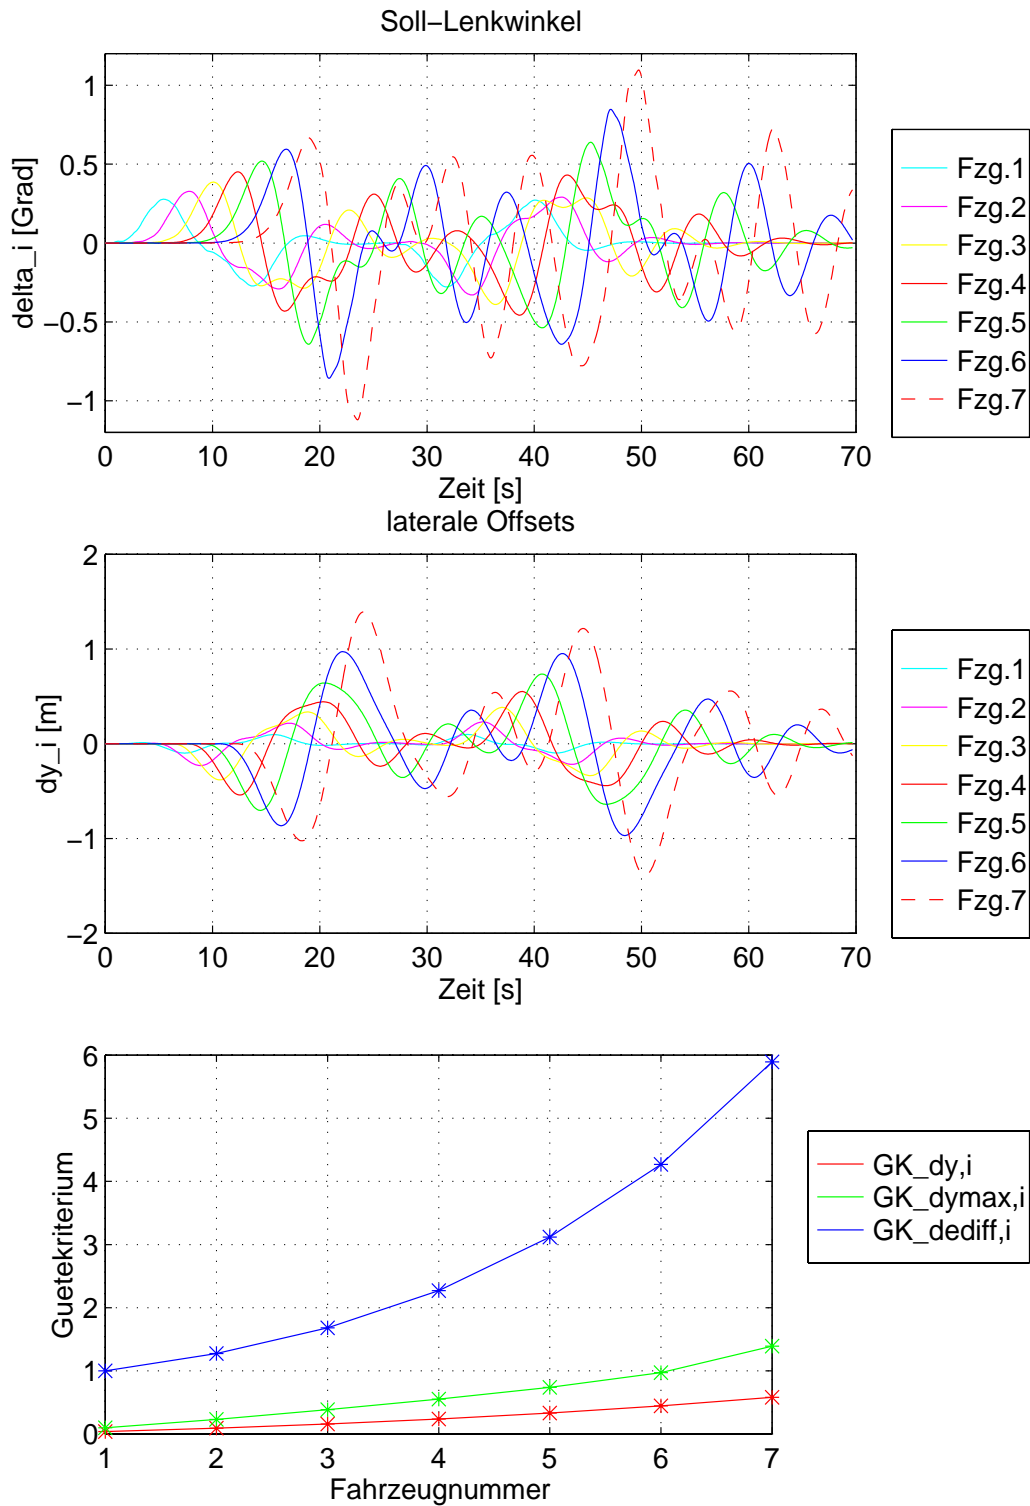 Soll−Lenkwinkel
delta_i [Grad]
1
0.5
0
−0.5
−1
0 10 20 30 40 50 60 70
Zeit [s]
Fzg.1
Fzg.2
Fzg.3
Fzg.4
Fzg.5
Fzg.6
Fzg.7
laterale Offsets
dy_i [m]
2
1
0
−1
−2
0 10 20 30 40 50 60 70
Zeit [s]
Fzg.1
Fzg.2
Fzg.3
Fzg.4
Fzg.5
Fzg.6
Fzg.7
Guetekriterium
6
5
4
3
2
1
0
1 2 3 4 5 6 7
Fahrzeugnummer
GK_dy,i
GK_dymax,i
GK_dediff,i